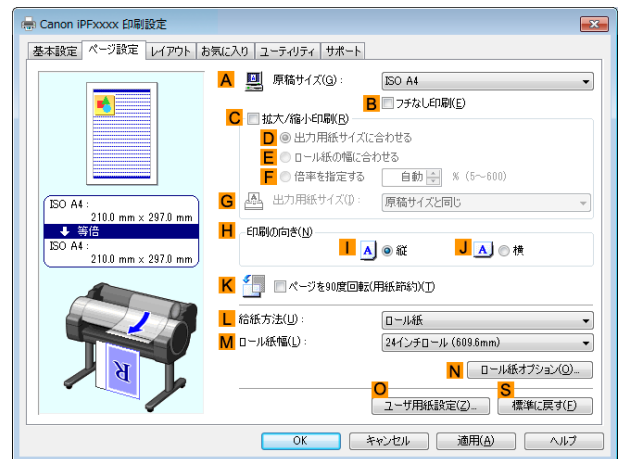 Canon iPFxxxx 印刷設定
基本設定 ページ設定 レイアウト お気に入り ユーティリティ サポート
A 原稿サイズ(G): ISO A4
B フチなし印刷(E)
C 拡大/縮小印刷(R)
D 出力用紙サイズに合わせる
E ロール紙の幅に合わせる
F 倍率を指定する 自動 % (5～600)
G 出力用紙サイズ(I): 原稿サイズと同じ
ISO A4 :
210.0 mm x 297.0 mm
等倍
ISO A4 :
210.0 mm x 297.0 mm
H 印刷の向き(N)
I A 縦 J A 横
K ページを90度回転(用紙節約)(T)
L 給紙方法(U): ロール紙
M ロール紙幅(L): 24インチロール (609.6mm)
N ロール紙オプション(O)...
O ユーザ用紙設定(Z)... S 標準に戻す(F)
R
OK キャンセル 適用(A) ヘルプ